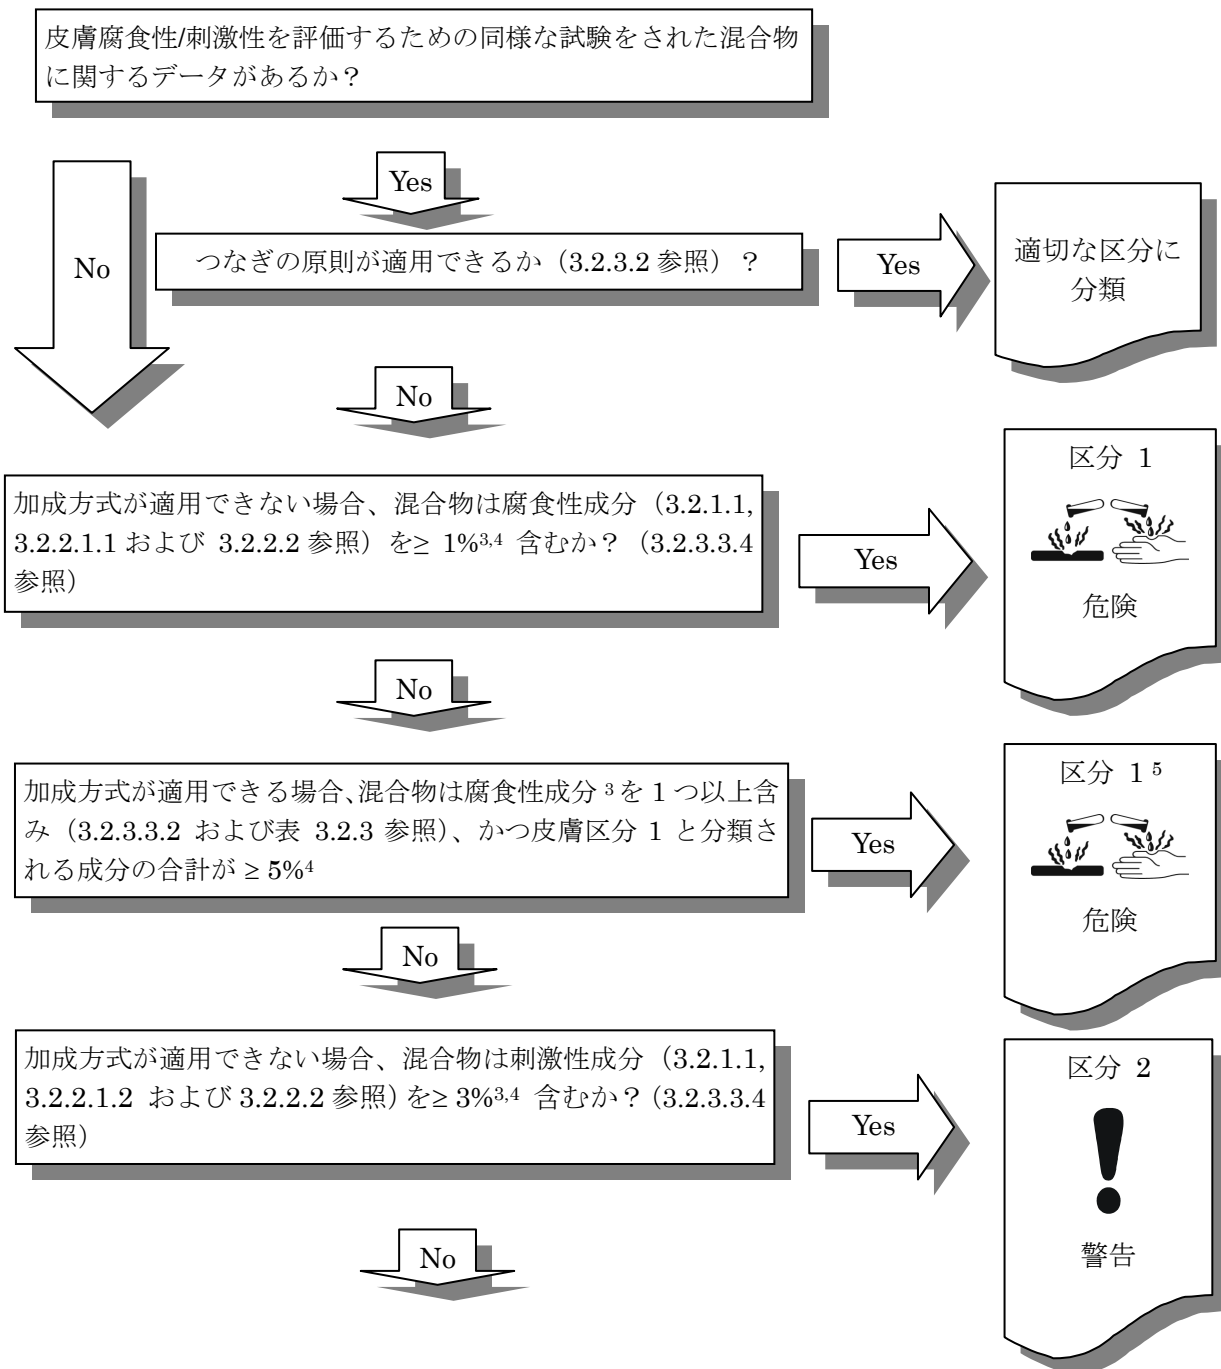 皮膚腐食性/刺激性を評価するための同様な試験をされた混合物
に関するデータがあるか？
Yes
No
つなぎの原則が適用できるか（3.2.3.2 参照）？
Yes
適切な区分に
分類
No
加成方式が適用できない場合、混合物は腐食性成分（3.2.1.1,
3.2.2.1.1 および 3.2.2.2 参照）を≥ 1%³,⁴ 含むか？（3.2.3.3.4
参照）
Yes
区分 1
危険
No
加成方式が適用できる場合、混合物は腐食性成分 ³ を 1 つ以上含
み（3.2.3.3.2 および表 3.2.3 参照）、かつ皮膚区分 1 と分類さ
れる成分の合計が ≥ 5%⁴
Yes
区分 1 ⁵
危険
No
加成方式が適用できない場合、混合物は刺激性成分（3.2.1.1,
3.2.2.1.2 および 3.2.2.2 参照）を≥ 3%³,⁴ 含むか？（3.2.3.3.4
参照）
Yes
区分 2
警告
No